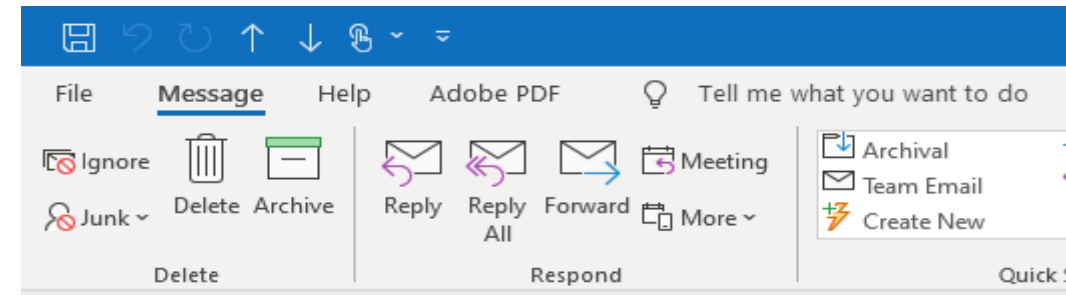 File Message Help Adobe PDF Tell me what you want to do
Ignore
Junk
Delete
Archive
Delete
Reply
Reply
All
Forward
Meeting
More
Respond
Archival
Team Email
Create New
Quick